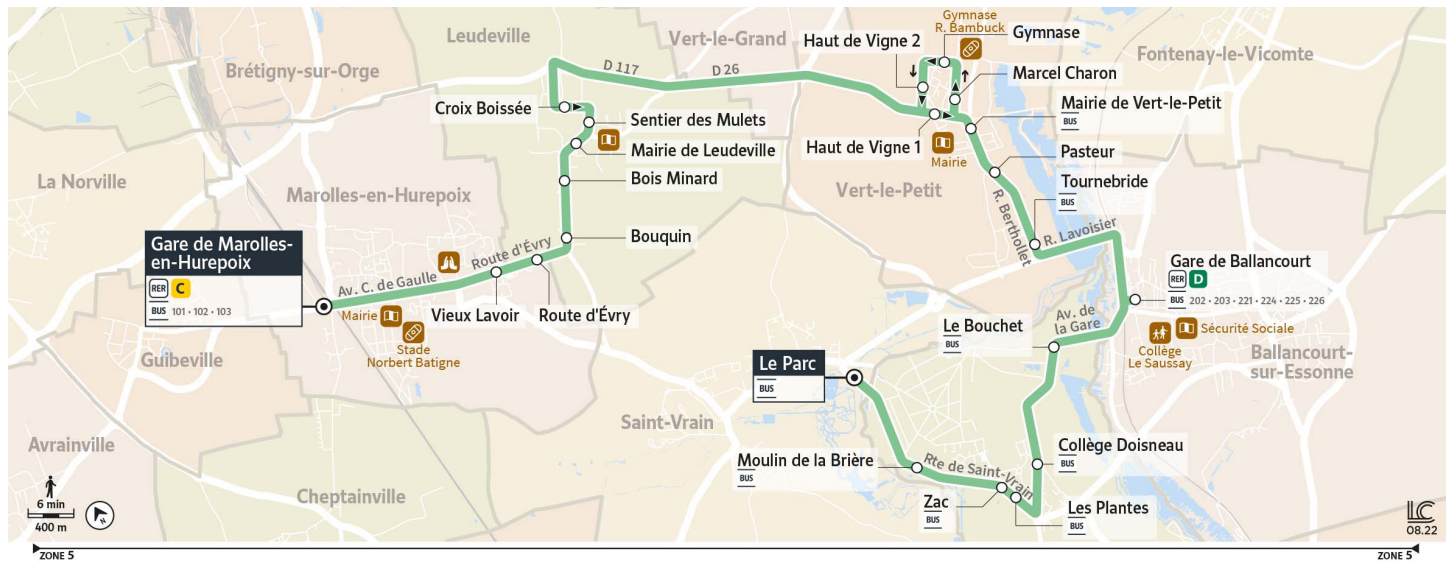 Leudeville
Vert-le-Grand
Gymnase
R. Bambuck
Gymnase
Haut de Vigne 2
Fontenay-le-Vicomte
Brétigny-sur-Orge
D 117
D 26
Marcel Charon
Croix Boissée
Sentier des Mulets
Mairie de Vert-le-Petit
BUS
Mairie de Leudeville
Haut de Vigne 1
Mairie
Pasteur
La Norville
Bois Minard
Tournebride
BUS
Marolles-en-Hurepoix
Vert-le-Petit
R. Berthollet
R. Lavoisier
Gare de Marolles-
en-Hurepoix
RER C
BUS 101 • 102 • 103
Bouquin
Route d'Évry
Av. C. de Gaulle
Gare de Ballancourt
RER D
BUS 202 • 203 • 221 • 224 • 225 • 226
Mairie
Vieux Lavoir
Route d'Évry
Stade
Norbert Batigne
Av. de
la Gare
Le Bouchet
BUS
Sécurité Sociale
Collège
Le Saussay
Guibeville
Le Parc
BUS
Ballancourt-
sur-Essonne
Saint-Vrain
Avrainville
Collège Doisneau
BUS
Moulin de la Brière
BUS
Rte de Saint-Vrain
Cheptainville
Zac
BUS
Les Plantes
BUS
6 min
400 m
N
LC
08.22
ZONE 5
ZONE 5